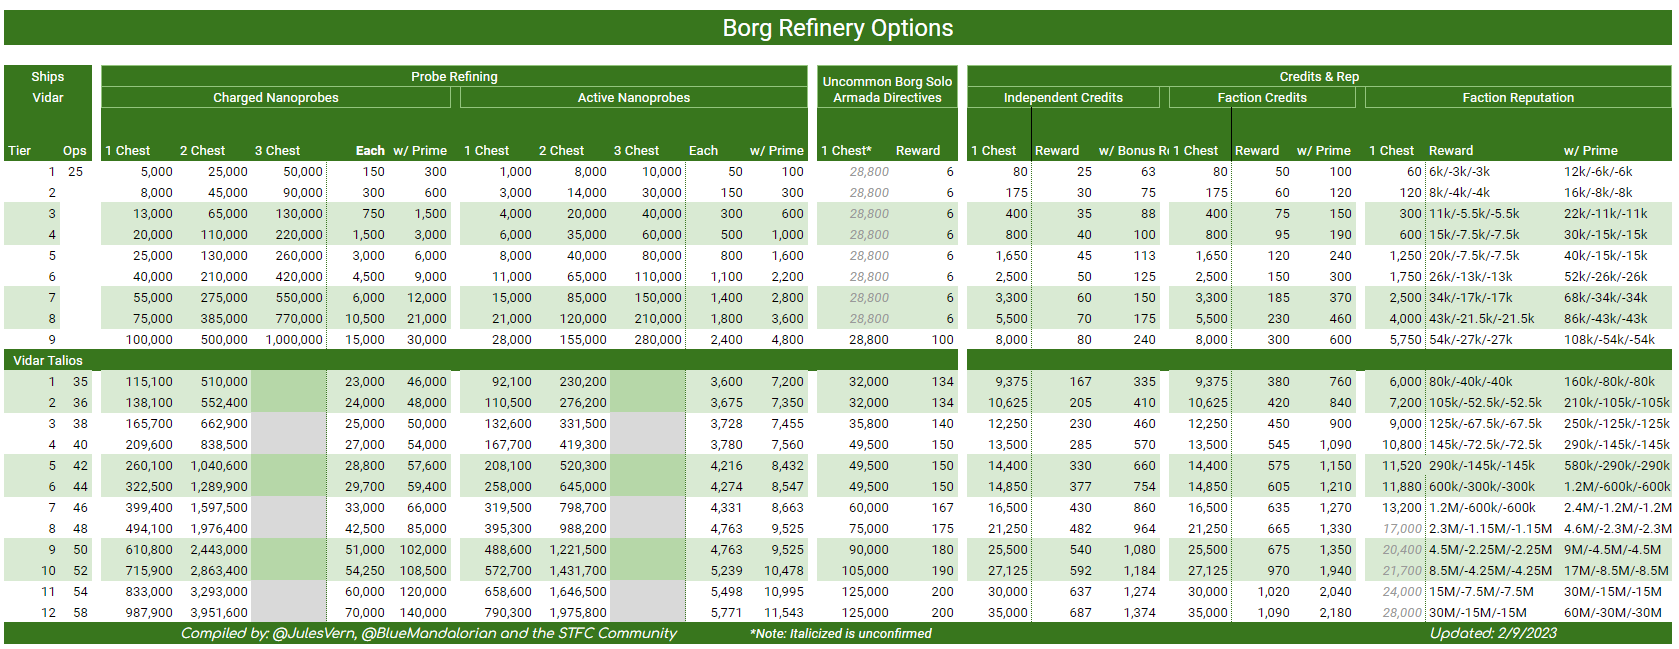 Borg Refinery Options
Ships Probe Refining Uncommon Borg Solo Armada Directives Credits & Rep
Vidar Charged Nanoprobes Active Nanoprobes Independent Credits Faction Credits Faction Reputation
Tier Ops 1 Chest 2 Chest 3 Chest Each w/ Prime 1 Chest 2 Chest 3 Chest Each w/ Prime 1 Chest* Reward 1 Chest Reward w/ Bonus R 1 Chest Reward w/ Prime 1 Chest Reward w/ Prime
1 25 5,000 25,000 50,000 150 300 1,000 8,000 10,000 50 100 28,800 6 80 25 63 80 50 100 60 6k/-3k/-3k 12k/-6k/-6k
2 8,000 45,000 90,000 300 600 3,000 14,000 30,000 150 300 28,800 6 175 30 75 175 60 120 120 8k/-4k/-4k 16k/-8k/-8k
3 13,000 65,000 130,000 750 1,500 4,000 20,000 40,000 300 600 28,800 6 400 35 88 400 75 150 300 11k/-5.5k/-5.5k 22k/-11k/-11k
4 20,000 110,000 220,000 1,500 3,000 6,000 35,000 60,000 500 1,000 28,800 6 800 40 100 800 95 190 600 15k/-7.5k/-7.5k 30k/-15k/-15k
5 25,000 130,000 260,000 3,000 6,000 8,000 40,000 80,000 800 1,600 28,800 6 1,650 45 113 1,650 120 240 1,250 20k/-7.5k/-7.5k 40k/-15k/-15k
6 40,000 210,000 420,000 4,500 9,000 11,000 65,000 110,000 1,100 2,200 28,800 6 2,500 50 125 2,500 150 300 1,750 26k/-13k/-13k 52k/-26k/-26k
7 55,000 275,000 550,000 6,000 12,000 15,000 85,000 150,000 1,400 2,800 28,800 6 3,300 60 150 3,300 185 370 2,500 34k/-17k/-17k 68k/-34k/-34k
8 75,000 385,000 770,000 10,500 21,000 21,000 120,000 210,000 1,800 3,600 28,800 6 5,500 70 175 5,500 230 460 4,000 43k/-21.5k/-21.5k 86k/-43k/-43k
9 100,000 500,000 1,000,000 15,000 30,000 28,000 155,000 280,000 2,400 4,800 28,800 100 8,000 80 240 8,000 300 600 5,750 54k/-27k/-27k 108k/-54k/-54k
Vidar Talios
1 35 115,100 510,000 23,000 46,000 92,100 230,200 3,600 7,200 32,000 134 9,375 167 335 9,375 380 760 6,000 80k/-40k/-40k 160k/-80k/-80k
2 36 138,100 552,400 24,000 48,000 110,500 276,200 3,675 7,350 32,000 134 10,625 205 410 10,625 420 840 7,200 105k/-52.5k/-52.5k 210k/-105k/-105k
3 38 165,700 662,900 25,000 50,000 132,600 331,500 3,728 7,455 35,800 140 12,250 230 460 12,250 450 900 9,000 125k/-67.5k/-67.5k 250k/-125k/-125k
4 40 209,600 838,500 27,000 54,000 167,700 419,300 3,780 7,560 49,500 150 13,500 285 570 13,500 545 1,090 10,800 145k/-72.5k/-72.5k 290k/-145k/-145k
5 42 260,100 1,040,600 28,800 57,600 208,100 520,300 4,216 8,432 49,500 150 14,400 330 660 14,400 575 1,150 11,520 290k/-145k/-145k 580k/-290k/-290k
6 44 322,500 1,289,900 29,700 59,400 258,000 645,000 4,274 8,547 49,500 150 14,850 377 754 14,850 605 1,210 11,880 600k/-300k/-300k 1.2M/-600k/-600k
7 46 399,400 1,597,500 33,000 66,000 319,500 798,700 4,331 8,663 60,000 167 16,500 430 860 16,500 635 1,270 13,200 1.2M/-600k/-600k 2.4M/-1.2M/-1.2M
8 48 494,100 1,976,400 42,500 85,000 395,300 988,200 4,763 9,525 75,000 175 21,250 482 964 21,250 665 1,330 17,000 2.3M/-1.15M/-1.15M 4.6M/-2.3M/-2.3M
9 50 610,800 2,443,000 51,000 102,000 488,600 1,221,500 4,763 9,525 90,000 180 25,500 540 1,080 25,500 675 1,350 20,400 4.5M/-2.25M/-2.25M 9M/-4.5M/-4.5M
10 52 715,900 2,863,400 54,250 108,500 572,700 1,431,700 5,239 10,478 105,000 190 27,125 592 1,184 27,125 970 1,940 21,700 8.5M/-4.25M/-4.25M 17M/-8.5M/-8.5M
11 54 833,000 3,293,000 60,000 120,000 658,600 1,646,500 5,498 10,995 125,000 200 30,000 637 1,274 30,000 1,020 2,040 24,000 15M/-7.5M/-7.5M 30M/-15M/-15M
12 58 987,900 3,951,600 70,000 140,000 790,300 1,975,800 5,771 11,543 125,000 200 35,000 687 1,374 35,000 1,090 2,180 28,000 30M/-15M/-15M 60M/-30M/-30M
Compiled by: @JulesVern, @BlueMandalorian and the STFC Community *Note: Italicized is unconfirmed Updated: 2/9/2023